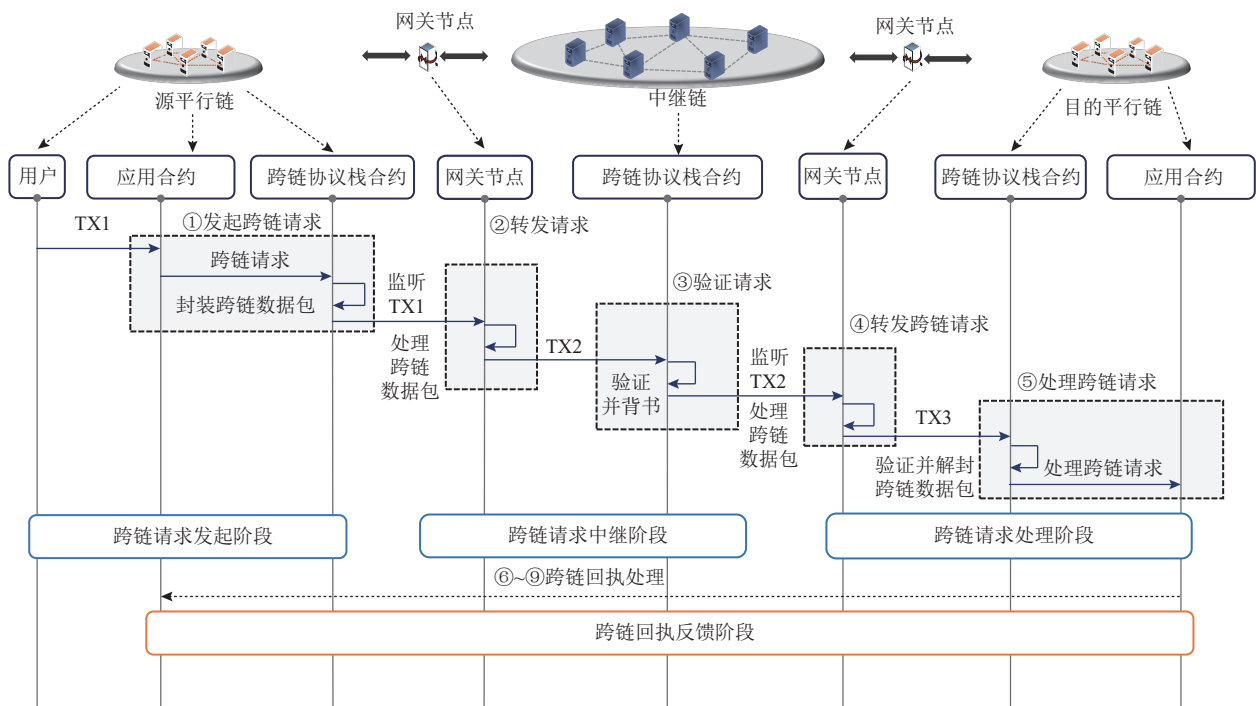 网关节点
网关节点
源平行链
中继链
目的平行链
用户
应用合约
跨链协议栈合约
网关节点
跨链协议栈合约
网关节点
跨链协议栈合约
应用合约
TX1
①发起跨链请求
②转发请求
跨链请求
封装跨链数据包
监听
TX1
③验证请求
处理
跨链
数据包
TX2
④转发跨链请求
验证
并背书
监听
TX2
⑤处理跨链请求
处理
跨链
数据包
TX3
验证并解封
跨链数据包
处理跨链请求
跨链请求发起阶段
跨链请求中继阶段
跨链请求处理阶段
⑥~⑨跨链回执处理
跨链回执反馈阶段